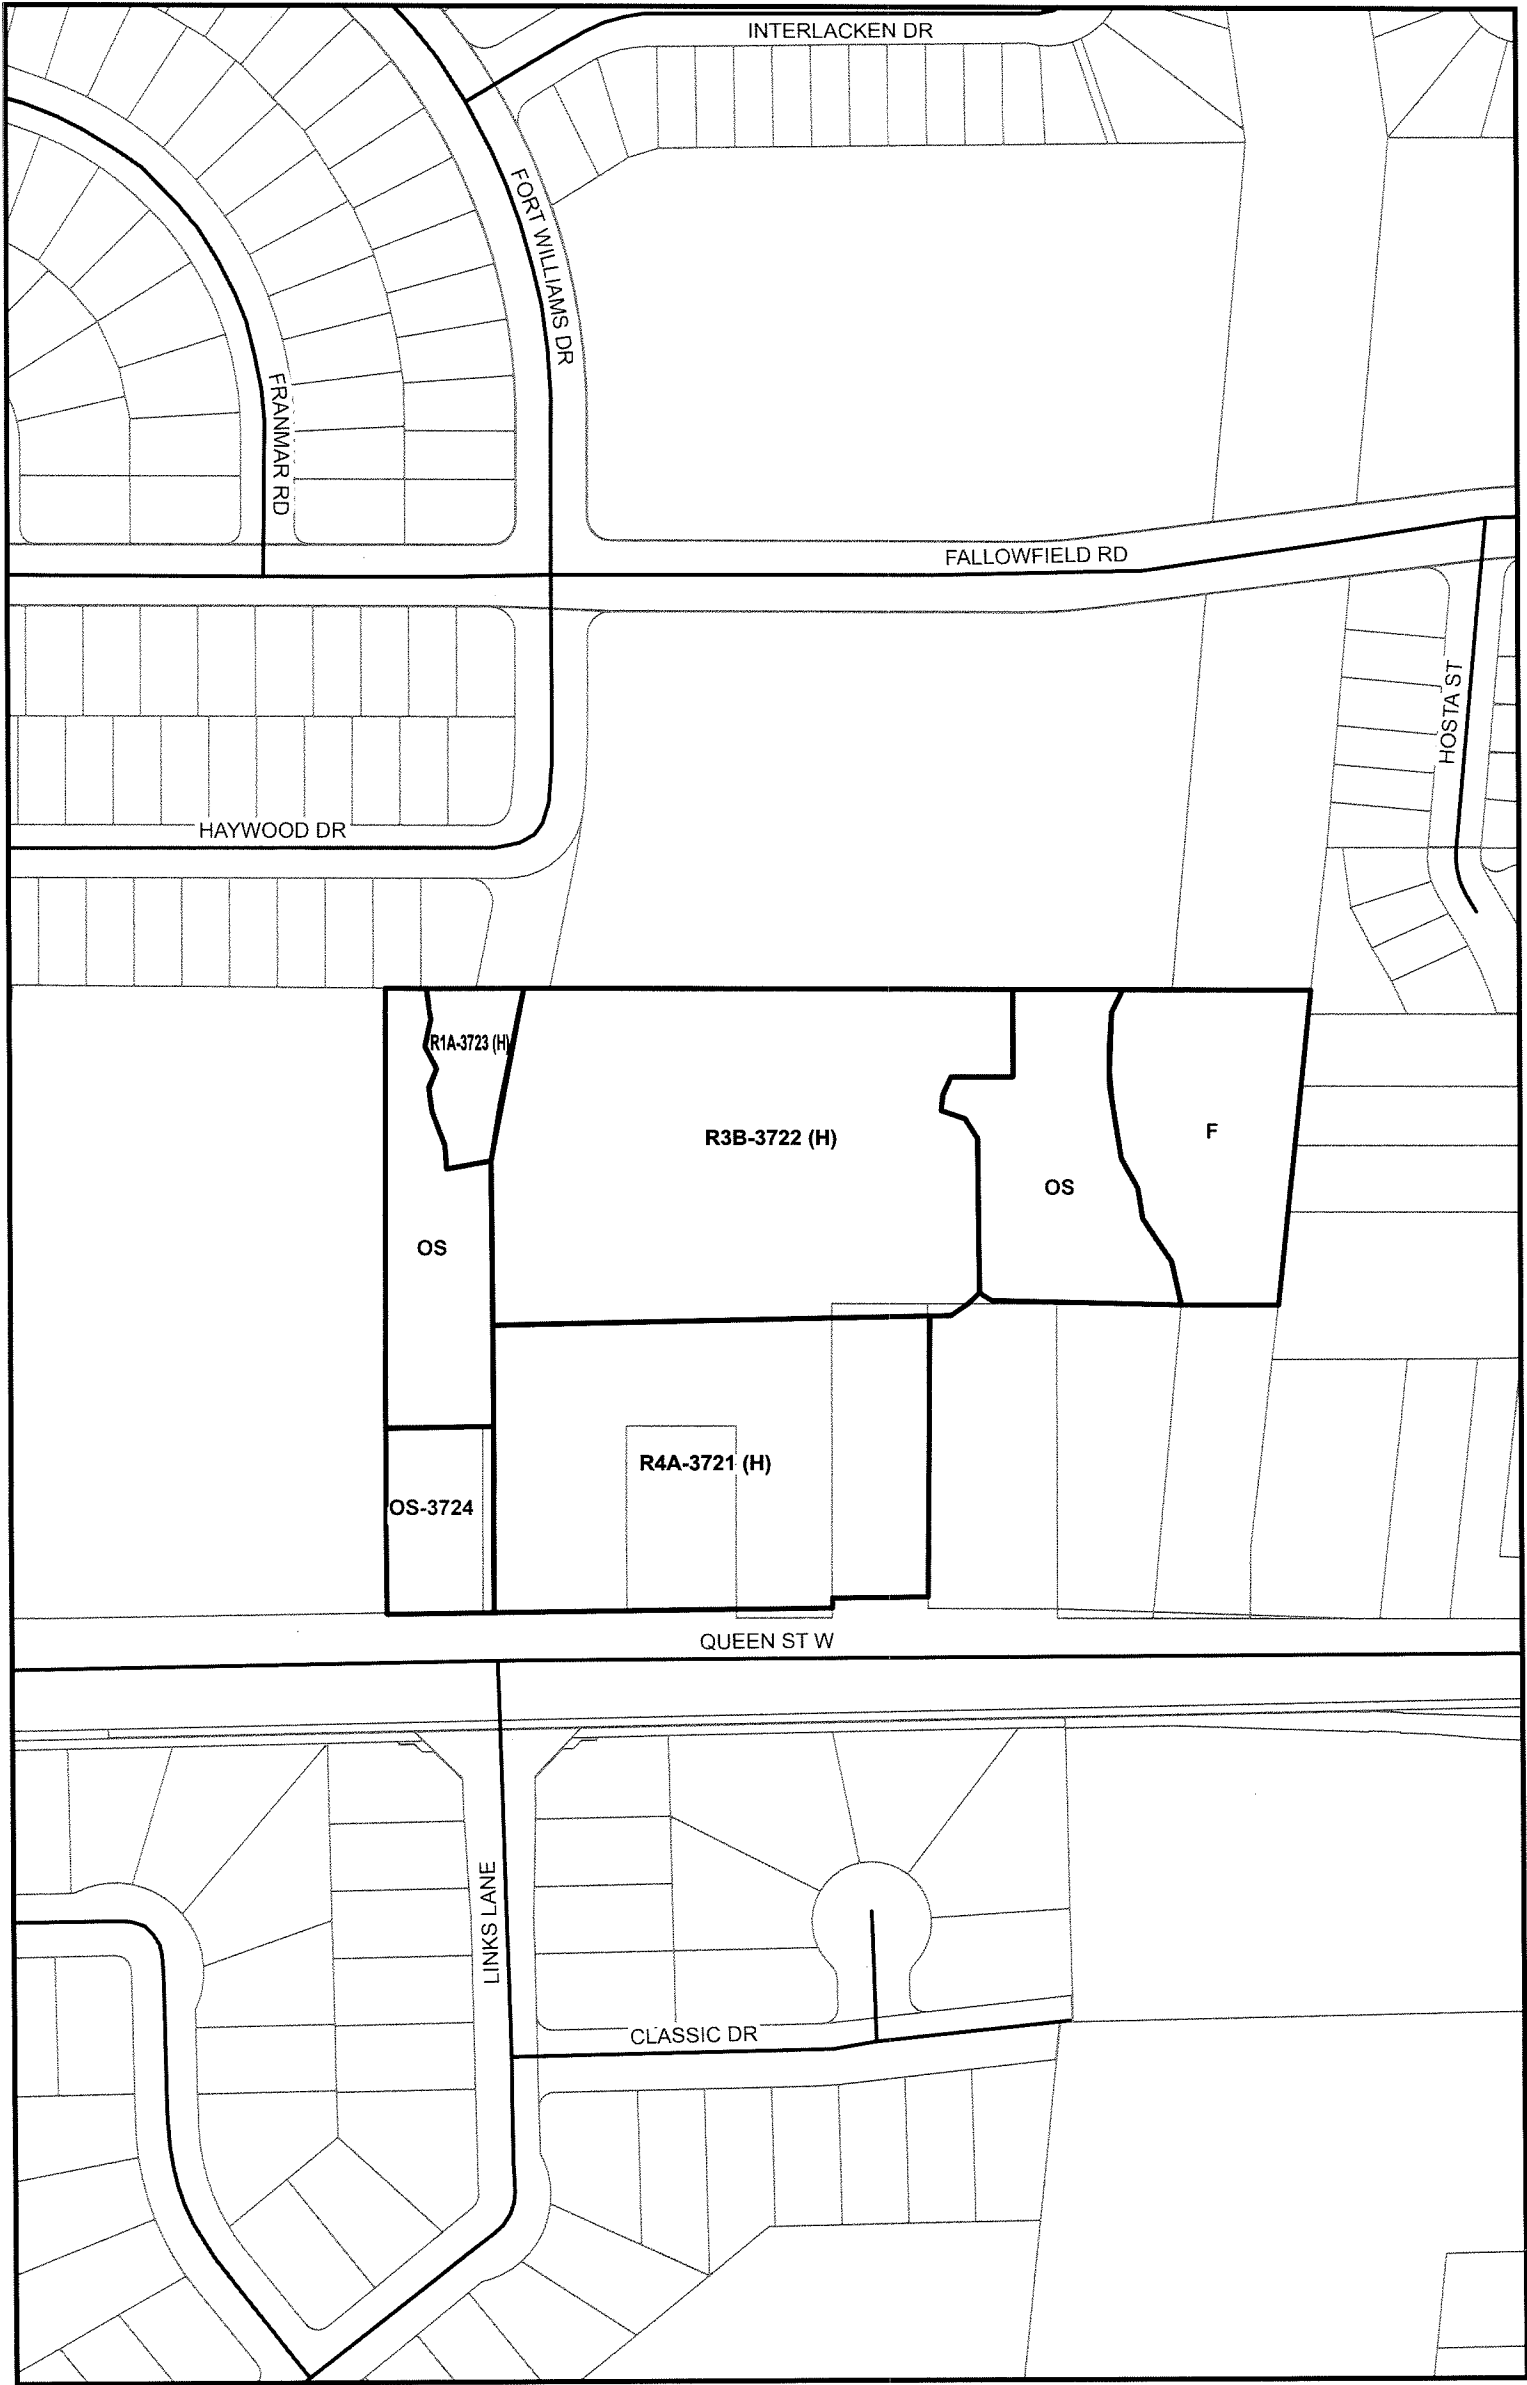 INTERLACKEN DR
FORT WILLIAMS DR
FRANMAR RD
FALLOWFIELD RD
HOSTA ST
HAYWOOD DR
R1A-3723 (H)
R3B-3722 (H)
F
OS
OS
R4A-3721 (H)
OS-3724
QUEEN ST W
LINKS LANE
CLASSIC DR